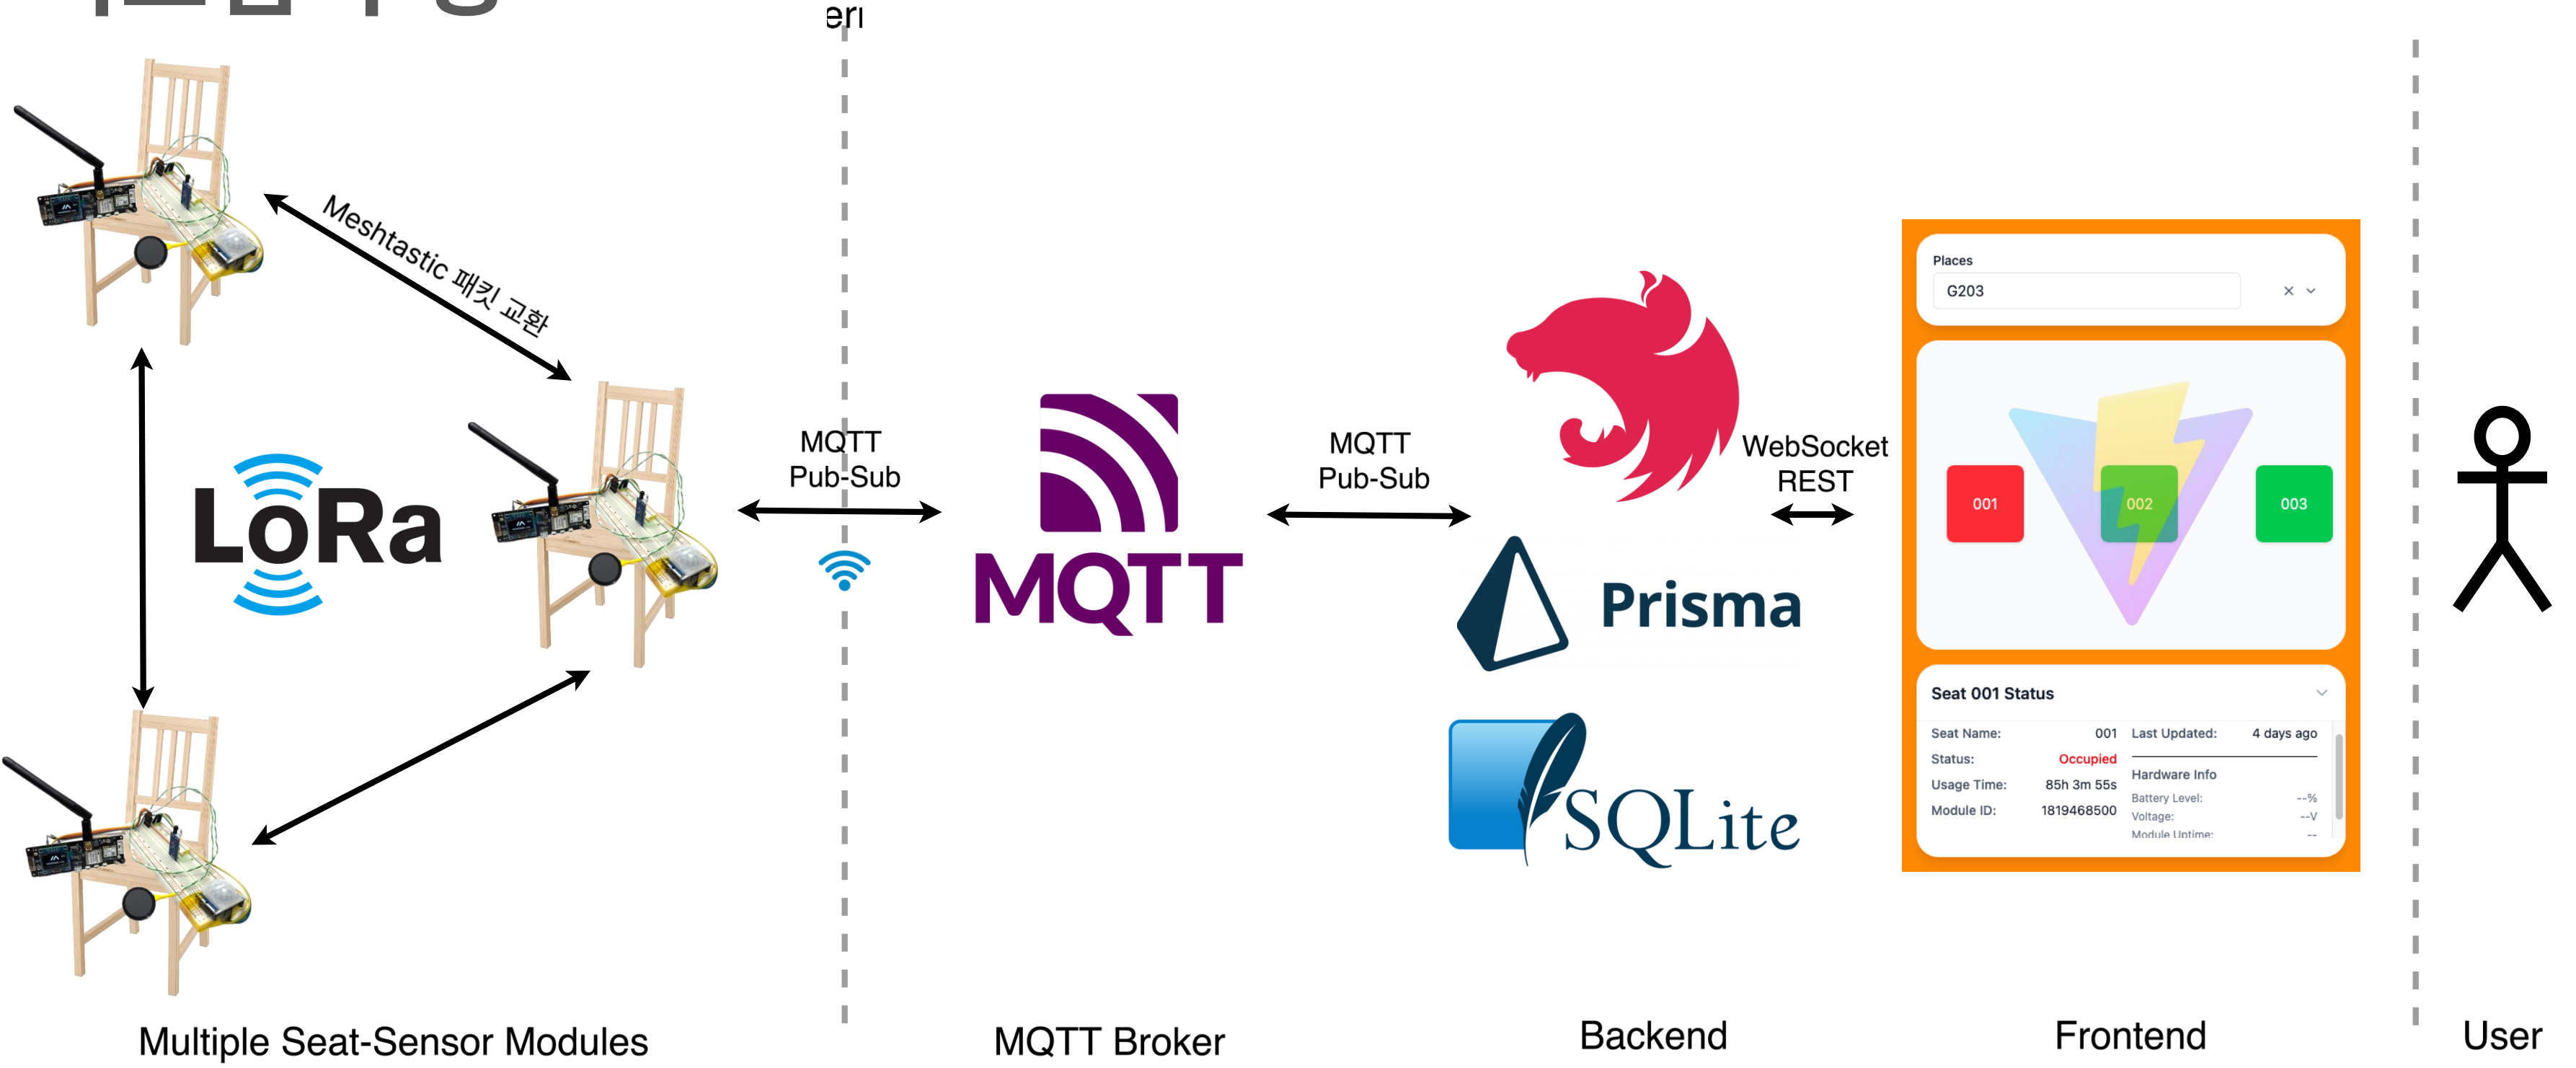 Meshtastic 패킷 교환
LoRa
MQTT
Pub-Sub
MQTT
MQTT
Pub-Sub
Prisma
SQLite
WebSocket
REST
Places
G203
001
002
003
Seat 001 Status
Seat Name: 001
Status: Occupied
Usage Time: 85h 3m 55s
Module ID: 1819468500
Last Updated: 4 days ago
Hardware Info
Battery Level: --%
Voltage: --V
Module Uptime: --
Multiple Seat-Sensor Modules
MQTT Broker
Backend
Frontend
User